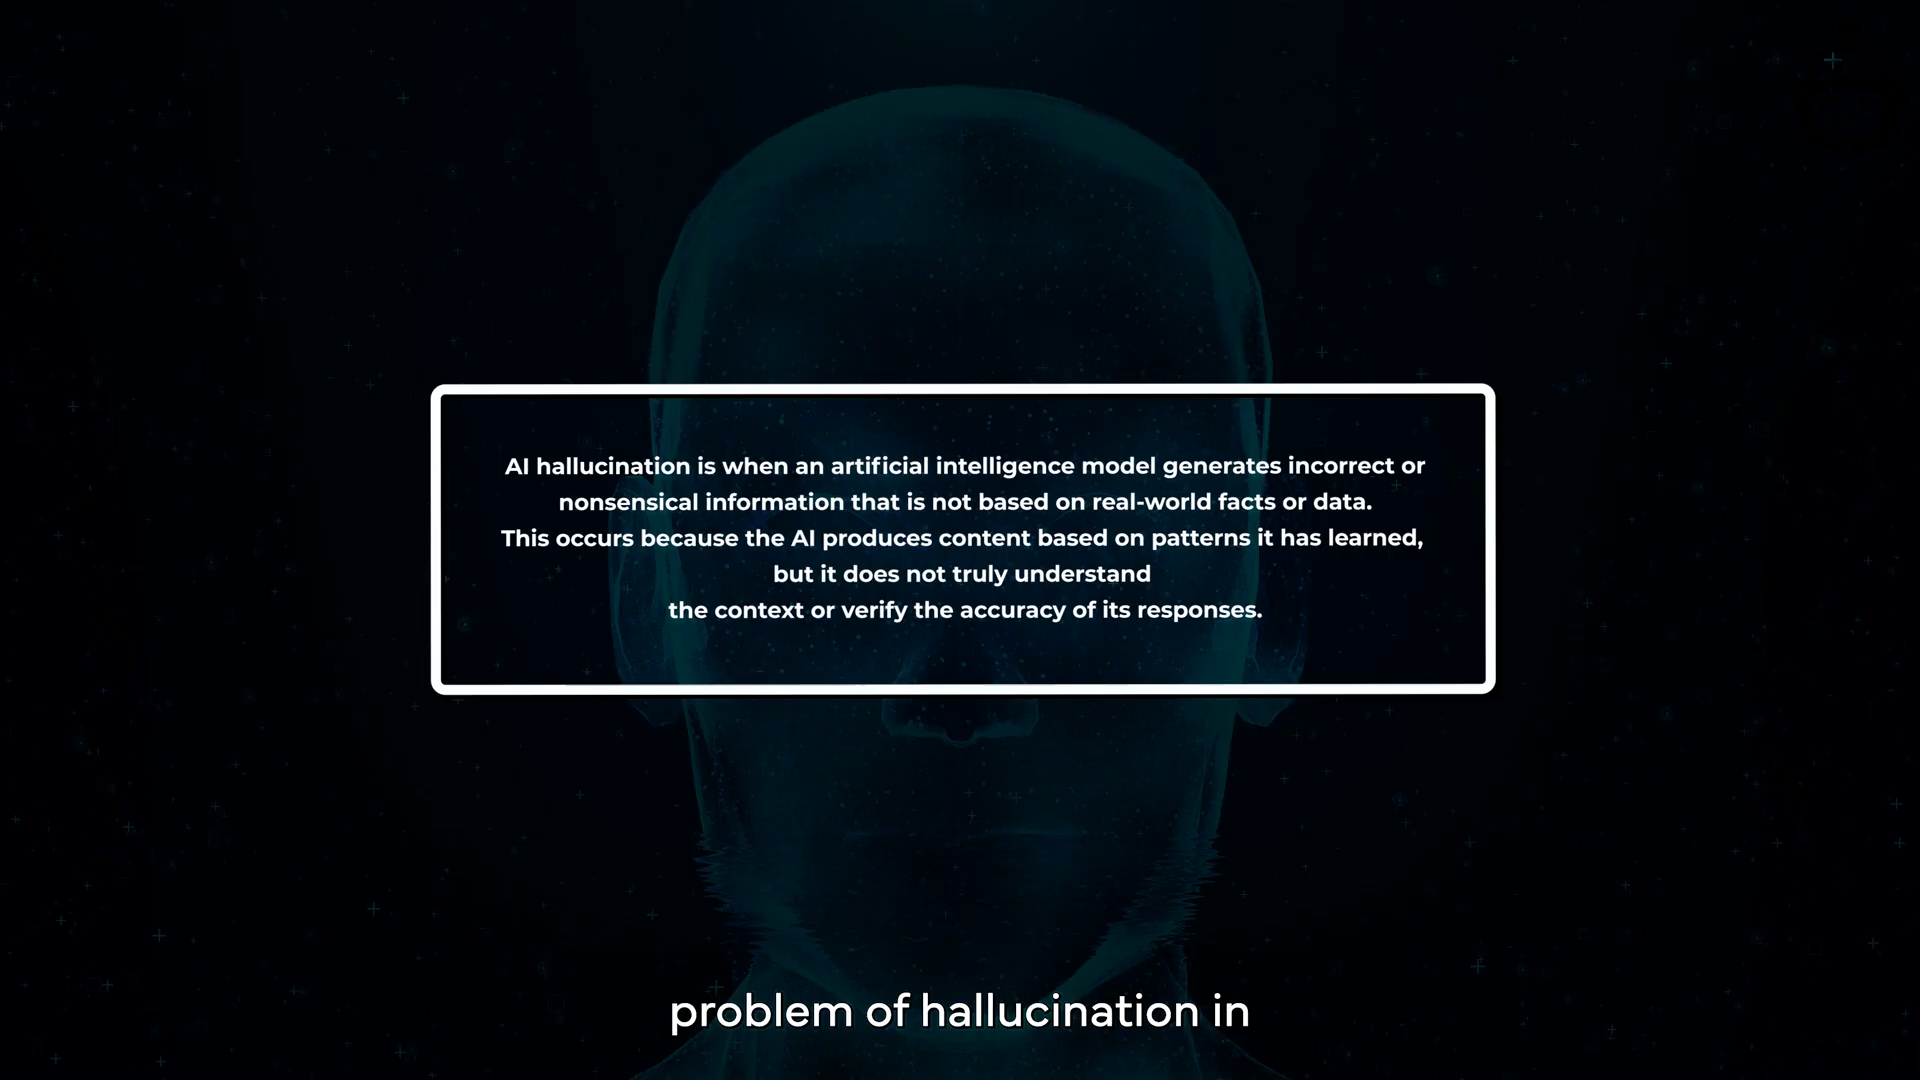 AI hallucination is when an artificial intelligence model generates incorrect or
nonsensical information that is not based on real-world facts or data.
This occurs because the AI produces content based on patterns it has learned,
but it does not truly understand
the context or verify the accuracy of its responses.
problem of hallucination in